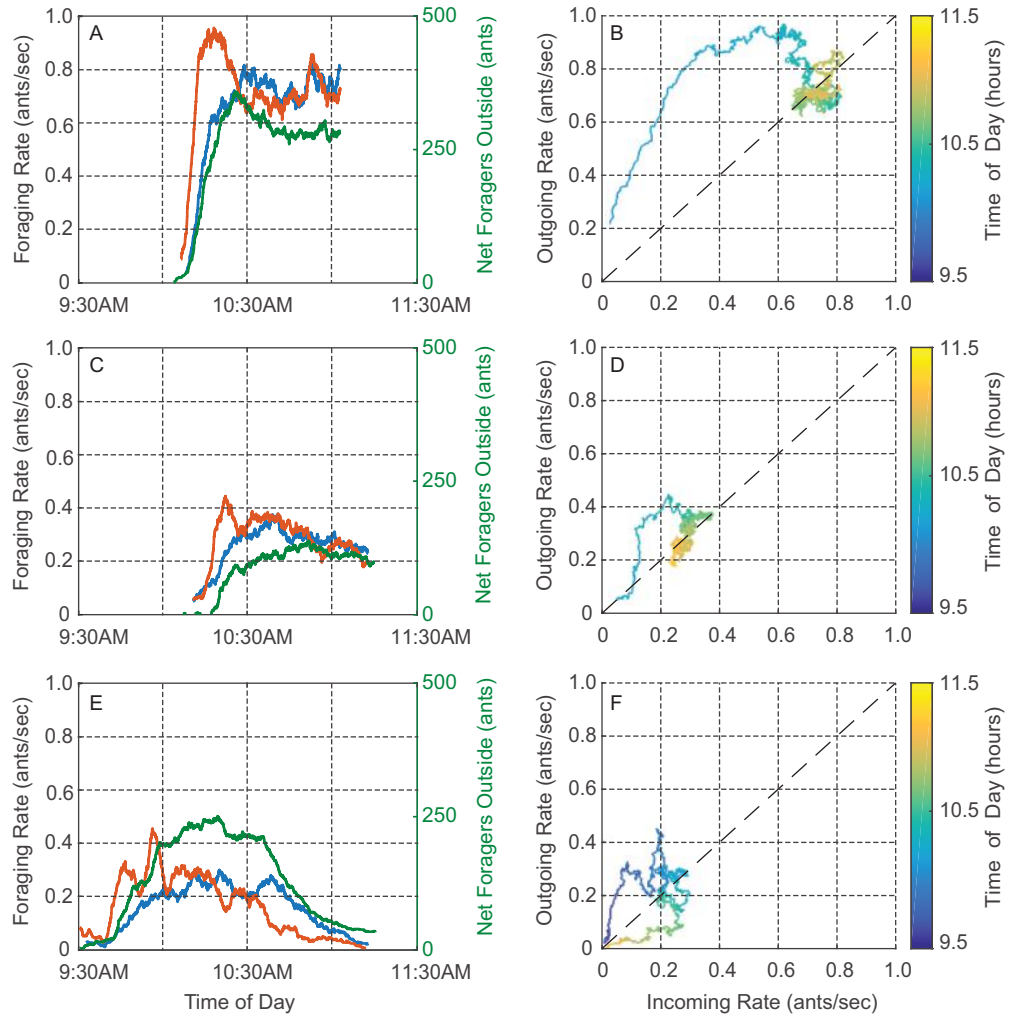 A
Foraging Rate (ants/sec)
1.0
0.8
0.6
0.4
0.2
0
500
250
0
Net Foragers Outside (ants)
9:30AM
10:30AM
11:30AM
Time of Day
B
Outgoing Rate (ants/sec)
1.0
0.8
0.6
0.4
0.2
0
0
0.2
0.4
0.6
0.8
1.0
Incoming Rate (ants/sec)
11.5
10.5
9.5
Time of Day (hours)
C
Foraging Rate (ants/sec)
1.0
0.8
0.6
0.4
0.2
0
500
250
0
Net Foragers Outside (ants)
9:30AM
10:30AM
11:30AM
D
Outgoing Rate (ants/sec)
1.0
0.8
0.6
0.4
0.2
0
0
0.2
0.4
0.6
0.8
1.0
11.5
10.5
9.5
Time of Day (hours)
E
Foraging Rate (ants/sec)
1.0
0.8
0.6
0.4
0.2
0
500
250
0
Net Foragers Outside (ants)
9:30AM
10:30AM
11:30AM
Time of Day
F
Outgoing Rate (ants/sec)
1.0
0.8
0.6
0.4
0.2
0
0
0.2
0.4
0.6
0.8
1.0
Incoming Rate (ants/sec)
11.5
10.5
9.5
Time of Day (hours)